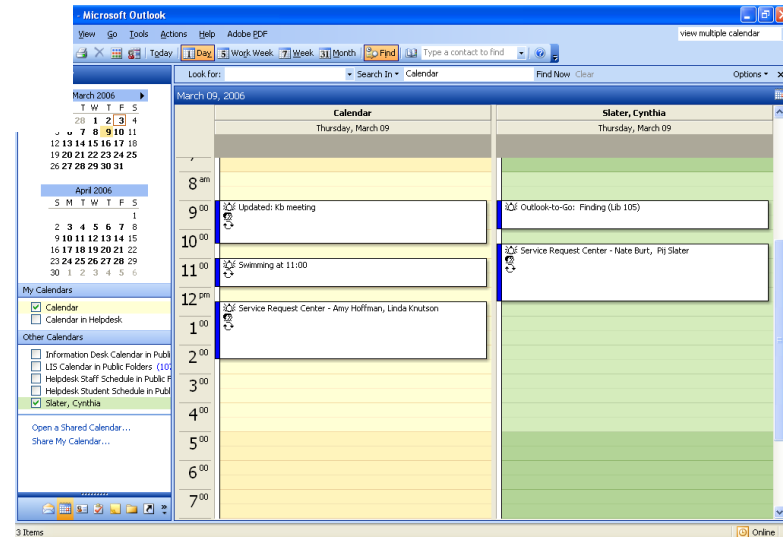 - Microsoft Outlook
View Go Tools Actions Help Adobe PDF
view multiple calendar
Today 1 Day 5 Work Week 7 Week 31 Month Find Type a contact to find
Look for: Search In Calendar Find Now Clear Options x
March 2006
T W T F S
28 1 2 3 4
7 8 9 10 11
12 13 14 15 16 17 18
19 20 21 22 23 24 25
26 27 28 29 30 31
April 2006
S M T W T F S
1
2 3 4 5 6 7 8
9 10 11 12 13 14 15
16 17 18 19 20 21 22
23 24 25 26 27 28 29
30 1 2 3 4 5 6
My Calendars
Calendar
Calendar in Helpdesk
Other Calendars
Information Desk Calendar in Publi
LIS Calendar in Public Folders (10
Helpdesk Staff Schedule in Public F
Helpdesk Student Schedule in Publ
Slater, Cynthia
Open a Shared Calendar...
Share My Calendar...
March 09, 2006
Calendar Slater, Cynthia
Thursday, March 09 Thursday, March 09
8 am
9 00 Updated: Kb meeting Outlook-to-Go: Finding (Lib 105)
10 00 Service Request Center - Nate Burt, Pij Slater
11 00 Swimming at 11:00
12 pm Service Request Center - Amy Hoffman, Linda Knutson
1 00
2 00
3 00
4 00
5 00
6 00
7 00
3 Items Online